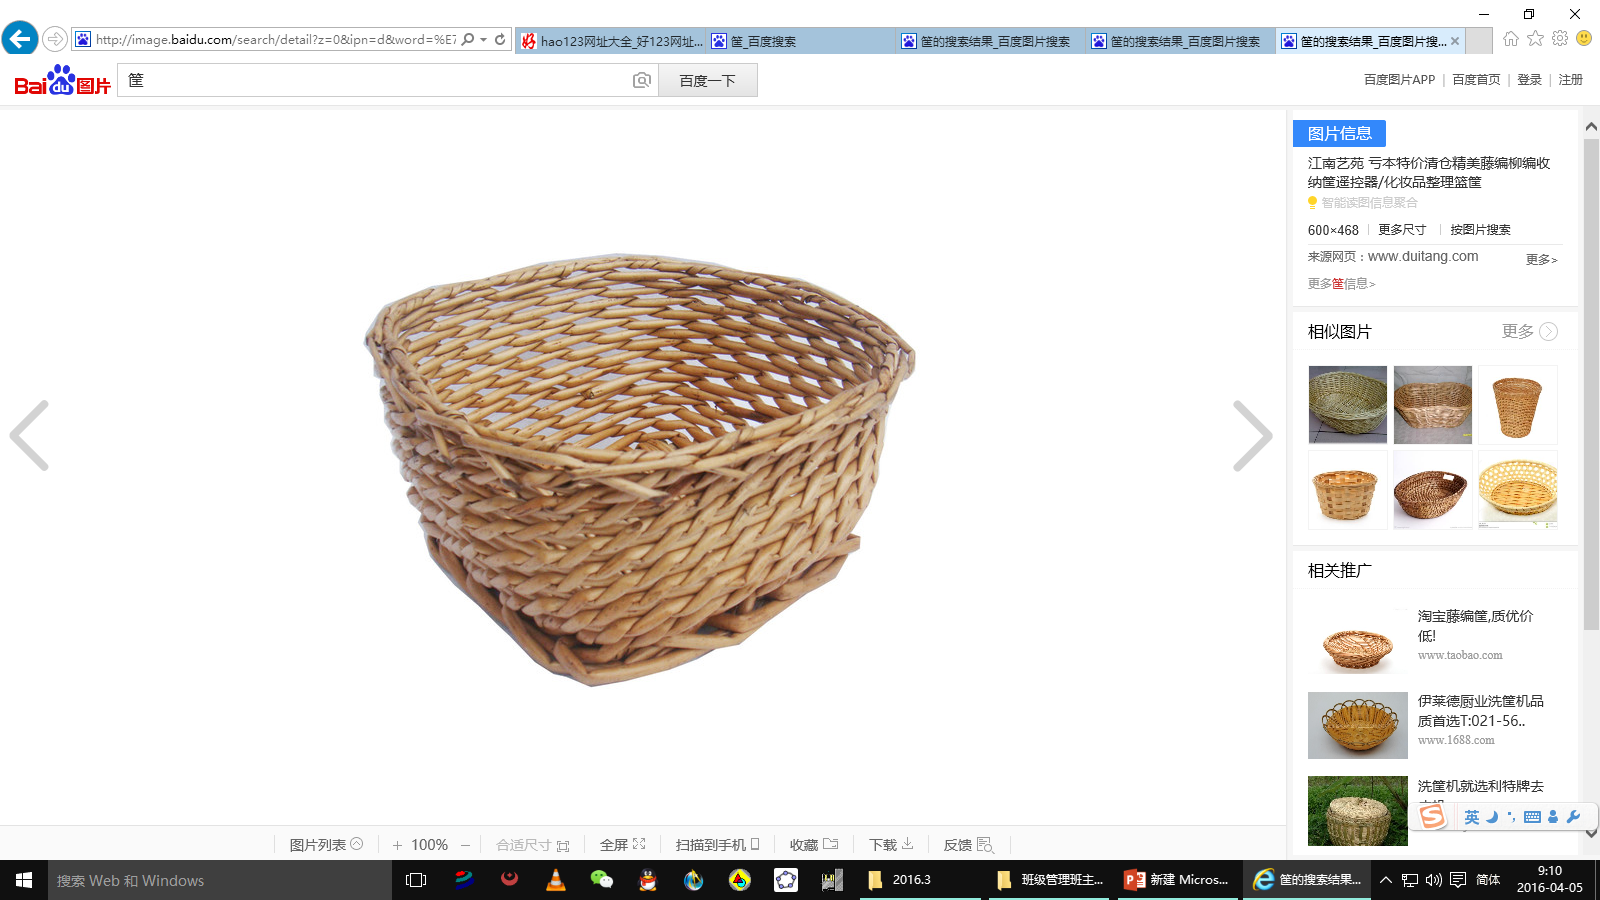 http://image.baidu.com/search/detail?z=0&ipn=d&word=%E7
hao123网址大全_好123网址...
筐_百度搜索
筐的搜索结果_百度图片搜索
筐的搜索结果_百度图片搜索
筐的搜索结果_百度图片搜...
Bai du 图片
筐
百度一下
百度图片APP | 百度首页 | 登录 | 注册
图片信息
江南艺苑 亏本特价清仓精美藤编柳编收
纳筐遥控器/化妆品整理篮筐
智能读图信息聚合
600×468 | 更多尺寸 | 按图片搜索
来源网页：www.duitang.com
更多>
更多筐信息>
相似图片
更多
相关推广
淘宝藤编筐,质优价
低!
www.taobao.com
伊莱德厨业洗筐机品
质首选T:021-56..
www.1688.com
洗筐机就选利特牌去
英
图片列表
+ 100% −
合适尺寸
全屏
扫描到手机
收藏
下载
反馈
搜索 Web 和 Windows
2016.3
班级管理班主...
新建 Micros...
筐的搜索结果...
简体
9:10
2016-04-05